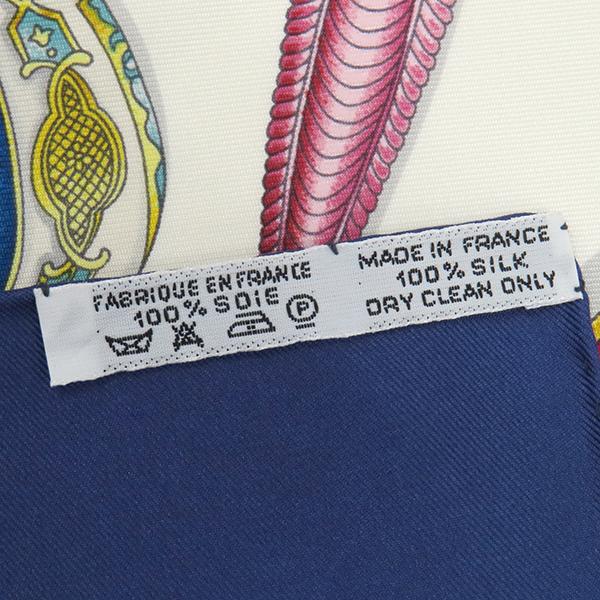 FABRIQUE EN FRANCE
100% SOIE
P
MADE IN FRANCE
100% SILK
DRY CLEAN ONLY